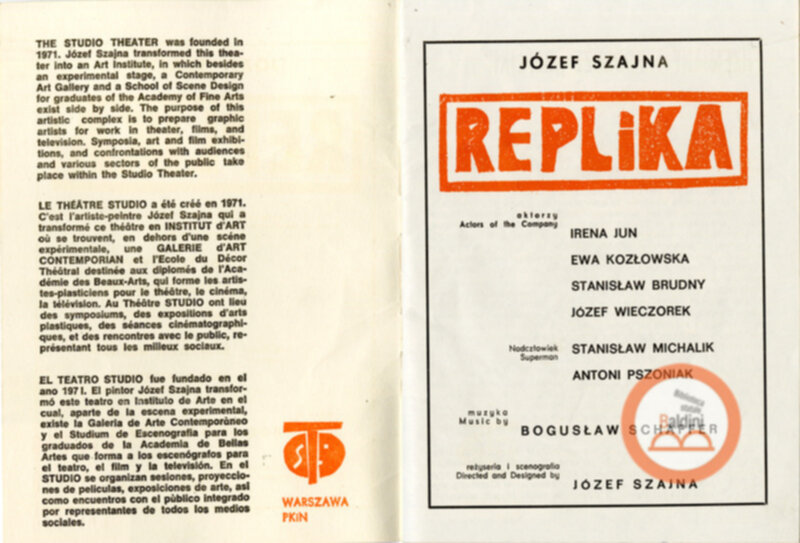 THE STUDIO THEATER was founded in
1971. Józef Szajna transformed this thea-
ter into an Art Institute, in which besides
an experimental stage, a Contemporary
Art Gallery and a School of Scene Design
for graduates of the Academy of Fine Arts
exist side by side. The purpose of this
artistic complex is to prepare graphic
artists for work in theater, films, and
television. Symposia, art and film exhibi-
tions, and confrontations with audiences
and various sectors of the public take
place within the Studio Theater.
LE THÉÂTRE STUDIO a été créé en 1971.
C'est l'artiste-peintre Józef Szajna qui a
transformé ce théâtre en INSTITUT d'ART
où se trouvent, en dehors d'une scéne
expérimentale, une GALERIE d'ART
CONTEMPORIAN et l'Ecole du Décor
Théâtral destinée aux diplomés de l'Aca-
démie des Beaux-Arts, qui forme les artis-
tes-plasticiens pour le théâtre, le cinéma,
la télévision. Au Théâtre STUDIO ont lieu
des symposiums, des expositions d'arts
plastiques, des séances cinématographi-
ques, et des rencontres avec le public, re-
présentant tous les milieux sociaux.
EL TEATRO STUDIO fue fundado en el
ano 1971. El pintor Józef Szajna transfor-
mó este teatro en Instituto de Arte en el
cual, aparte de la escena experimental,
existe la Galeria de Arte Contemporàneo
y el Studium de Escenografia para los
graduados de la Academia de Bellas
Artes que forma a los escenógrafos para
el teatro, el film y la televisión. En el
STUDIO se organizan sesiones, proyeccio-
nes de peliculas, exposiciones de arte, así
como encuentros con el público integrado
por representantes de todos los medios
sociales.
WARSZAWA
PKiN
JÓZEF SZAJNA
REPLiKA
aktorzy
Actors of the Company
IRENA JUN
EWA KOZŁOWSKA
STANISŁAW BRUDNY
JÓZEF WIECZOREK
Nadczłowiek
Superman
STANISŁAW MICHALIK
ANTONI PSZONIAK
muzyka
Music by
BOGUSŁAW SCHÄFFER
reżyseria i scenografia
Directed and Designed by
JÓZEF SZAJNA
Biblioteca
statale
Baldini